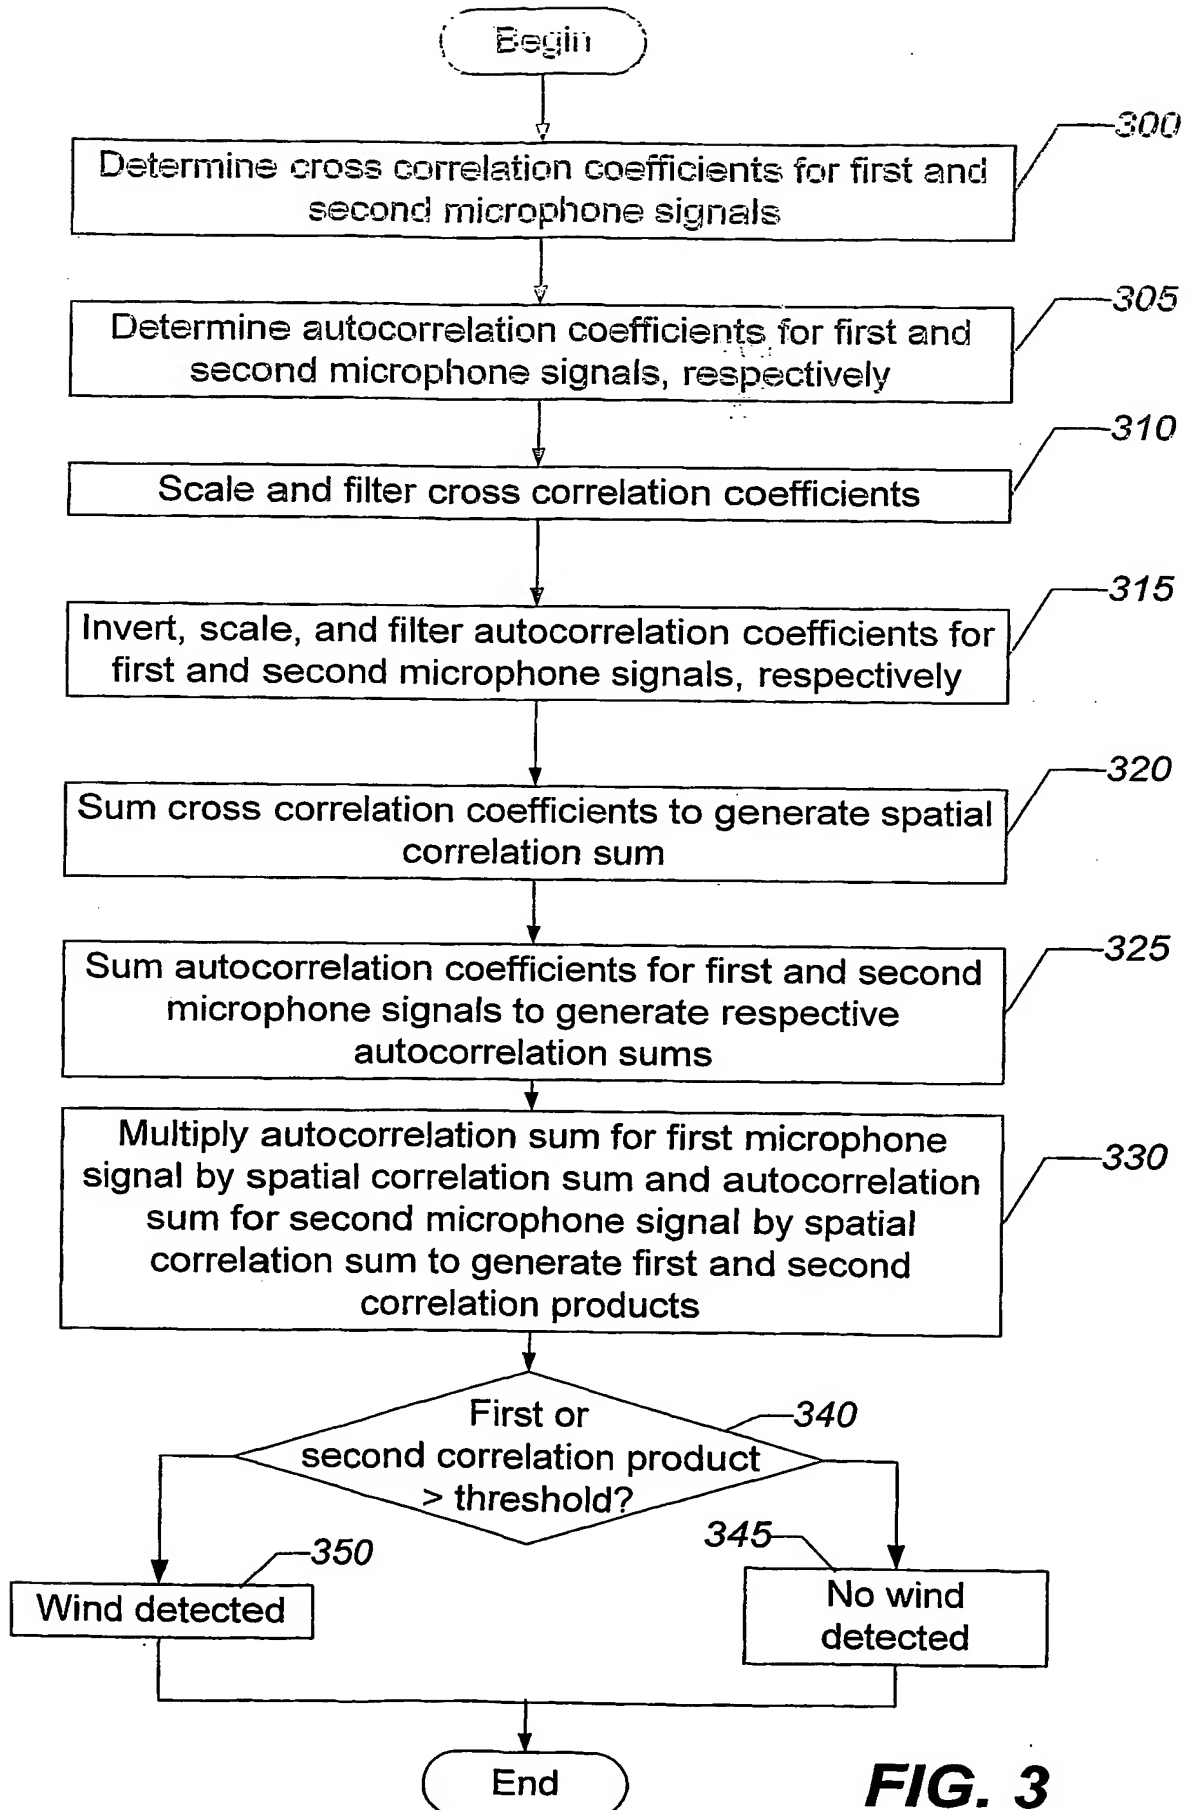 Begin
300
Determine cross correlation coefficients for first and
second microphone signals
305
Determine autocorrelation coefficients for first and
second microphone signals, respectively
310
Scale and filter cross correlation coefficients
315
Invert, scale, and filter autocorrelation coefficients for
first and second microphone signals, respectively
320
Sum cross correlation coefficients to generate spatial
correlation sum
325
Sum autocorrelation coefficients for first and second
microphone signals to generate respective
autocorrelation sums
330
Multiply autocorrelation sum for first microphone
signal by spatial correlation sum and autocorrelation
sum for second microphone signal by spatial
correlation sum to generate first and second
correlation products
340
First or
second correlation product
> threshold?
350
Wind detected
345
No wind
detected
End
FIG. 3